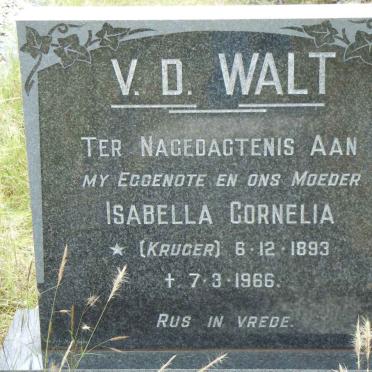 V. D. WALT
TER NAGEDAGTENIS AAN
MY EGGENOTE EN ONS MOEDER
ISABELLA CORNELIA
★ (KRUGER) 6·12·1893
✝ 7·3·1966.
RUS IN VREDE.